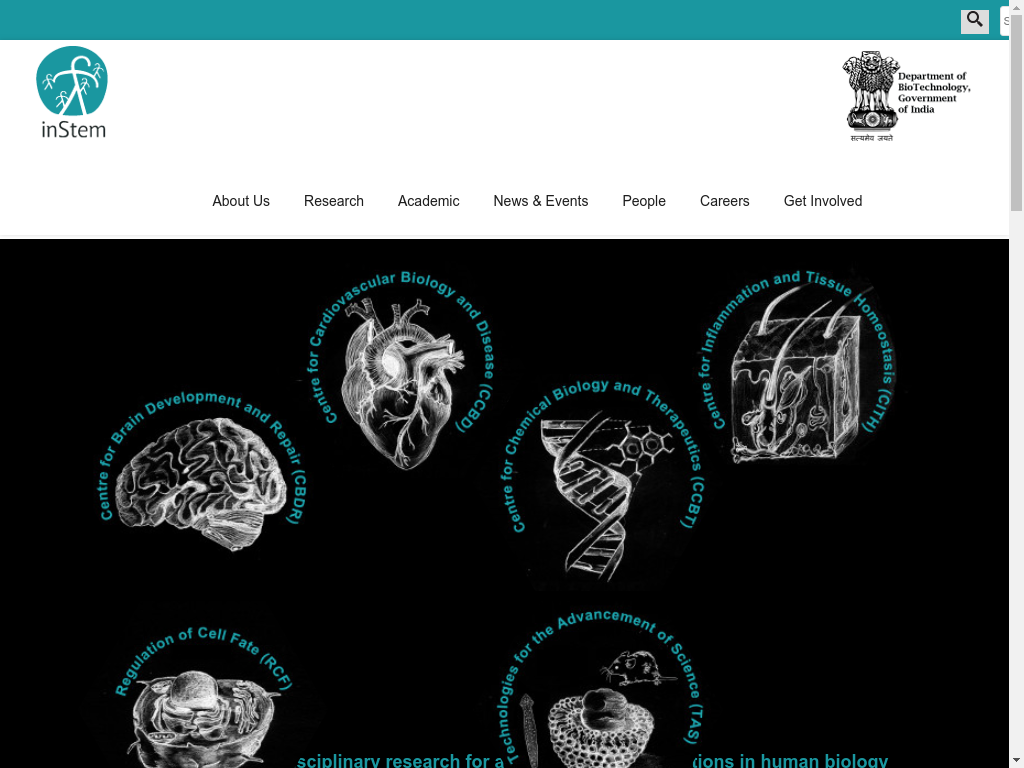 inStem
Department of
BioTechnology,
Government
of India
सत्यमेव जयते
About Us
Research
Academic
News & Events
People
Careers
Get Involved
Centre for Cardiovascular Biology and Disease (CCBD)
Centre for Inflammation and Tissue Homeostasis (CITH)
Centre for Brain Development and Repair (CBDR)
Centre for Chemical Biology and Therapeutics (CCBT)
Regulation of Cell Fate (RCF)
Technologies for the Advancement of Science (TAS)
research for
in human biology